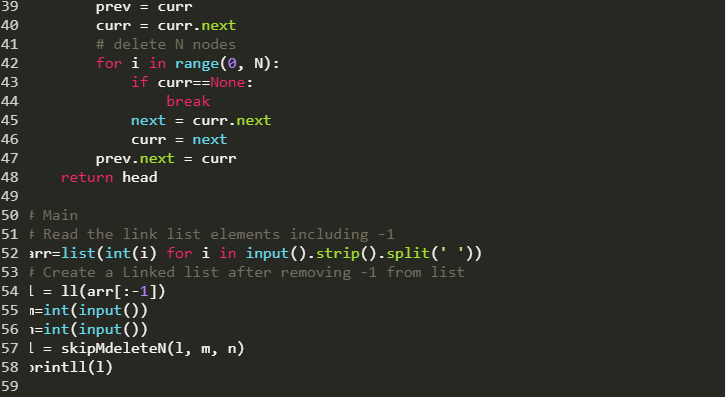 39 prev = curr
40 curr = curr.next
41 # delete N nodes
42 for i in range(0, N):
43 if curr==None:
44 break
45 next = curr.next
46 curr = next
47 prev.next = curr
48 return head
49
50 # Main
51 # Read the link list elements including -1
52 arr=list(int(i) for i in input().strip().split(' '))
53 # Create a Linked list after removing -1 from list
54 l = ll(arr[:-1])
55 m=int(input())
56 n=int(input())
57 l = skipMdeleteN(l, m, n)
58 printll(l)
59